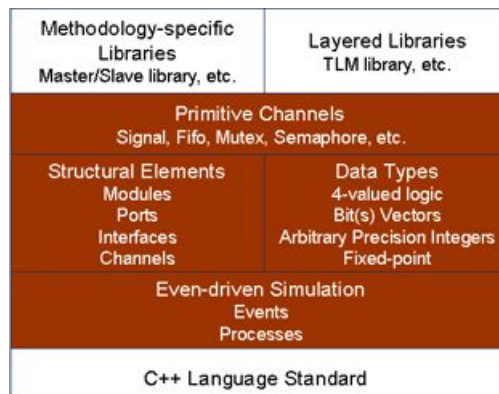 Methodology-specific
Libraries
Master/Slave library, etc.
Layered Libraries
TLM library, etc.
Primitive Channels
Signal, Fifo, Mutex, Semaphore, etc.
Structural Elements
Modules
Ports
Interfaces
Channels
Data Types
4-valued logic
Bit(s) Vectors
Arbitrary Precision Integers
Fixed-point
Even-driven Simulation
Events
Processes
C++ Language Standard